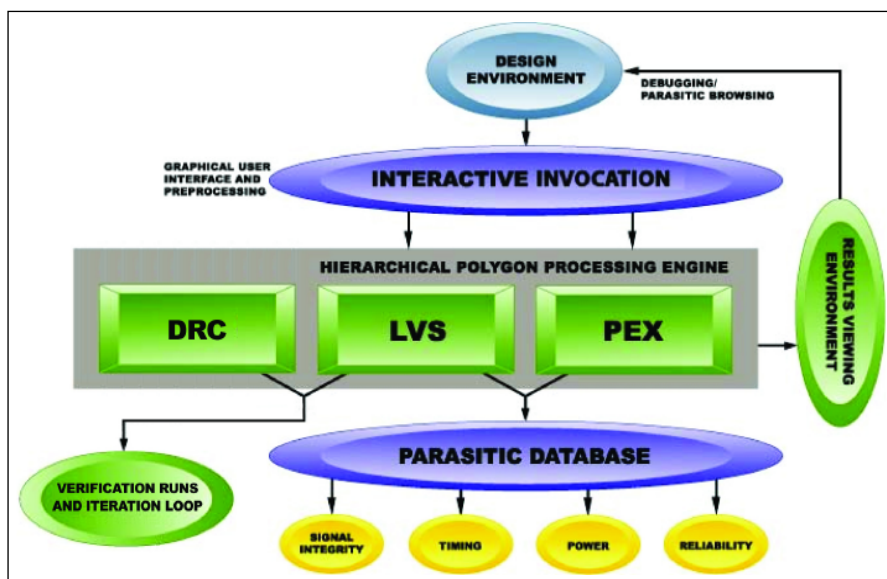 DESIGN
ENVIRONMENT
DEBUGGING/
PARASITIC BROWSING
GRAPHICAL USER
INTERFACE AND
PREPROCESSING
INTERACTIVE INVOCATION
HIERARCHICAL POLYGON PROCESSING ENGINE
DRC
LVS
PEX
RESULTS VIEWING
ENVIRONMENT
PARASITIC DATABASE
VERIFICATION RUNS
AND ITERATION LOOP
SIGNAL
INTEGRITY
TIMING
POWER
RELIABILITY